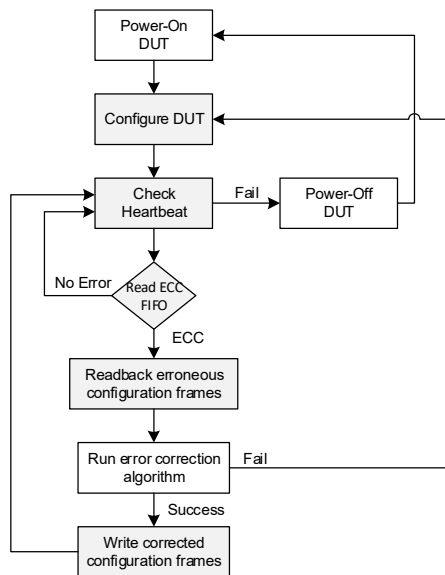 Power-On
DUT
Configure DUT
Check
Heartbeat
Fail
Power-Off
DUT
No Error
Read ECC
FIFO
ECC
Readback erroneous
configuration frames
Run error correction
algorithm
Fail
Success
Write corrected
configuration frames